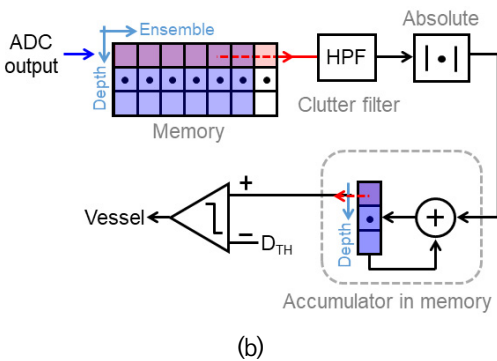 Ensemble
ADC
output
Depth
Memory
HPF
Clutter filter
Absolute
| • |
Vessel
+
−
D_TH
Depth
+
Accumulator in memory
(b)